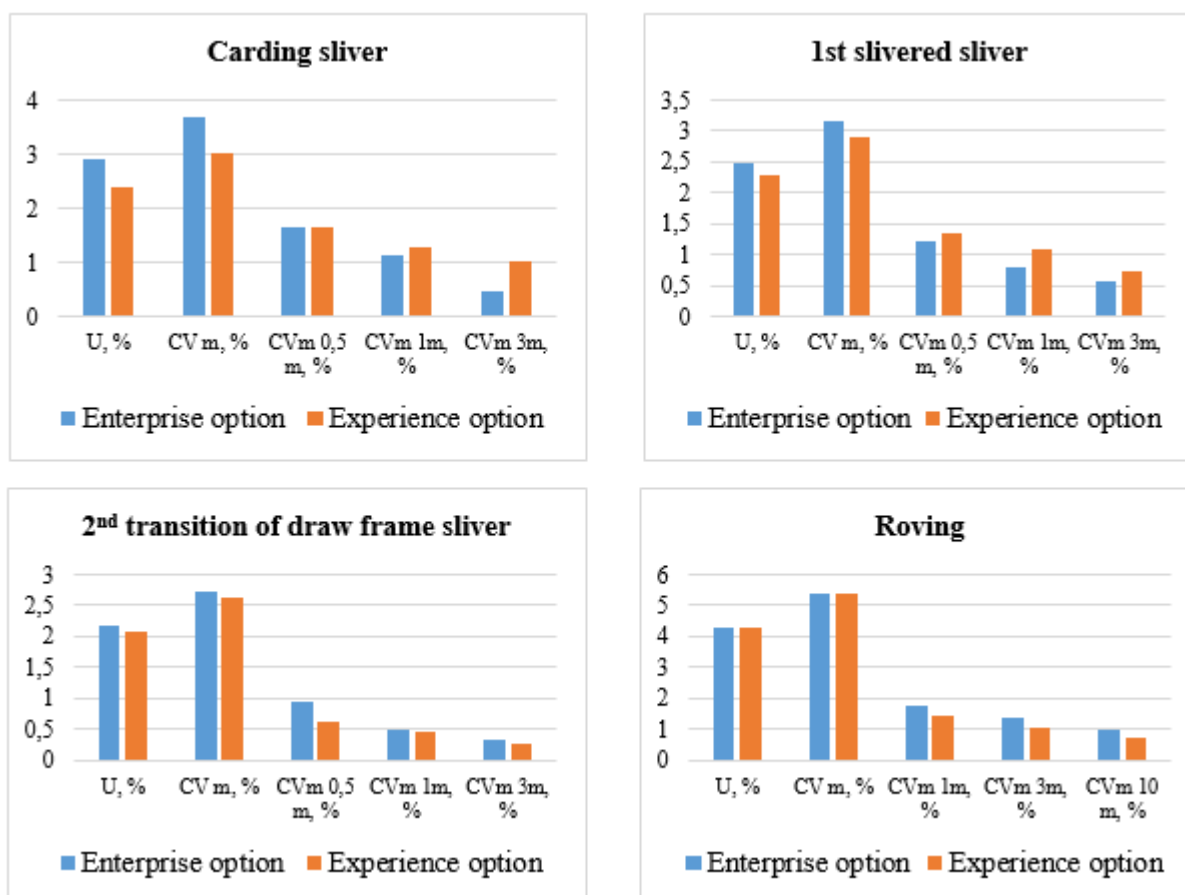 Carding sliver
4
3
2
1
0
U, %
CV m, %
CVm 0,5 m, %
CVm 1m, %
CVm 3m, %
Enterprise option
Experience option
1st slivered sliver
3,5
3
2,5
2
1,5
1
0,5
0
U, %
CV m, %
CVm 0,5 m, %
CVm 1m, %
CVm 3m, %
Enterprise option
Experience option
2nd transition of draw frame sliver
3
2,5
2
1,5
1
0,5
0
U, %
CV m, %
CVm 0,5 m, %
CVm 1m, %
CVm 3m, %
Enterprise option
Experience option
Roving
6
5
4
3
2
1
0
U, %
CV m, %
CVm 1m, %
CVm 3m, %
CVm 10 m, %
Enterprise option
Experience option